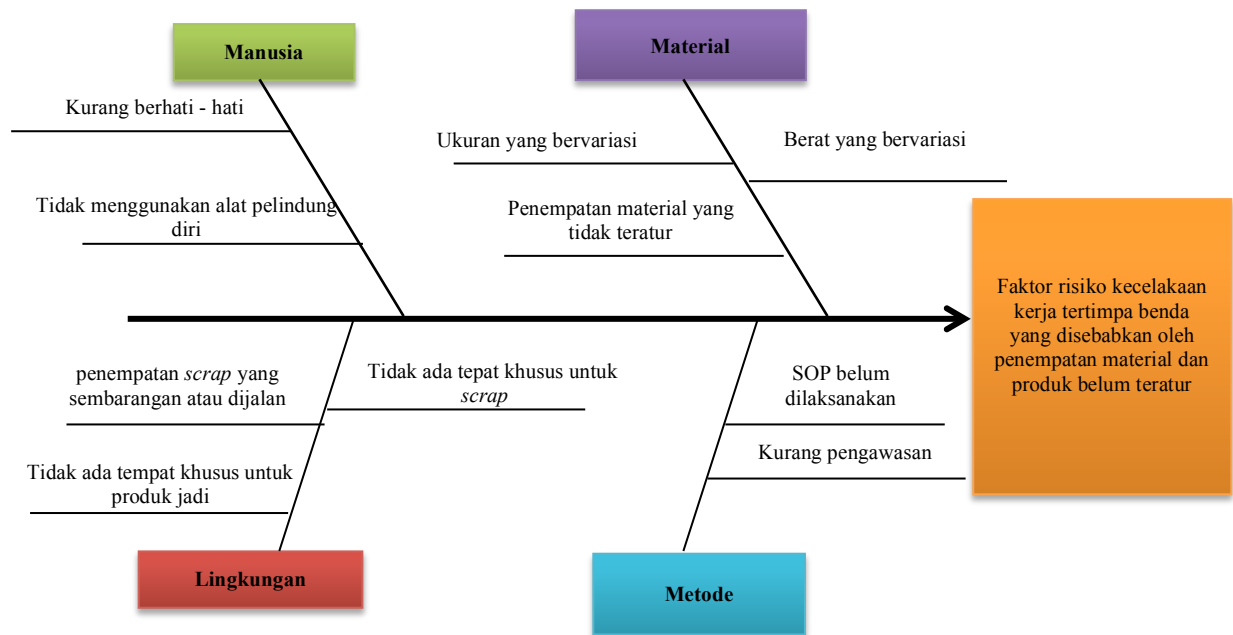 Manusia
Material
Kurang berhati - hati
Ukuran yang bervariasi
Berat yang bervariasi
Tidak menggunakan alat pelindung
diri
Penempatan material yang
tidak teratur
Faktor risiko kecelakaan
kerja tertimpa benda
yang disebabkan oleh
penempatan material dan
produk belum teratur
penempatan scrap yang
sembarangan atau dijalan
Tidak ada tepat khusus untuk
scrap
SOP belum
dilaksanakan
Kurang pengawasan
Tidak ada tempat khusus untuk
produk jadi
Lingkungan
Metode